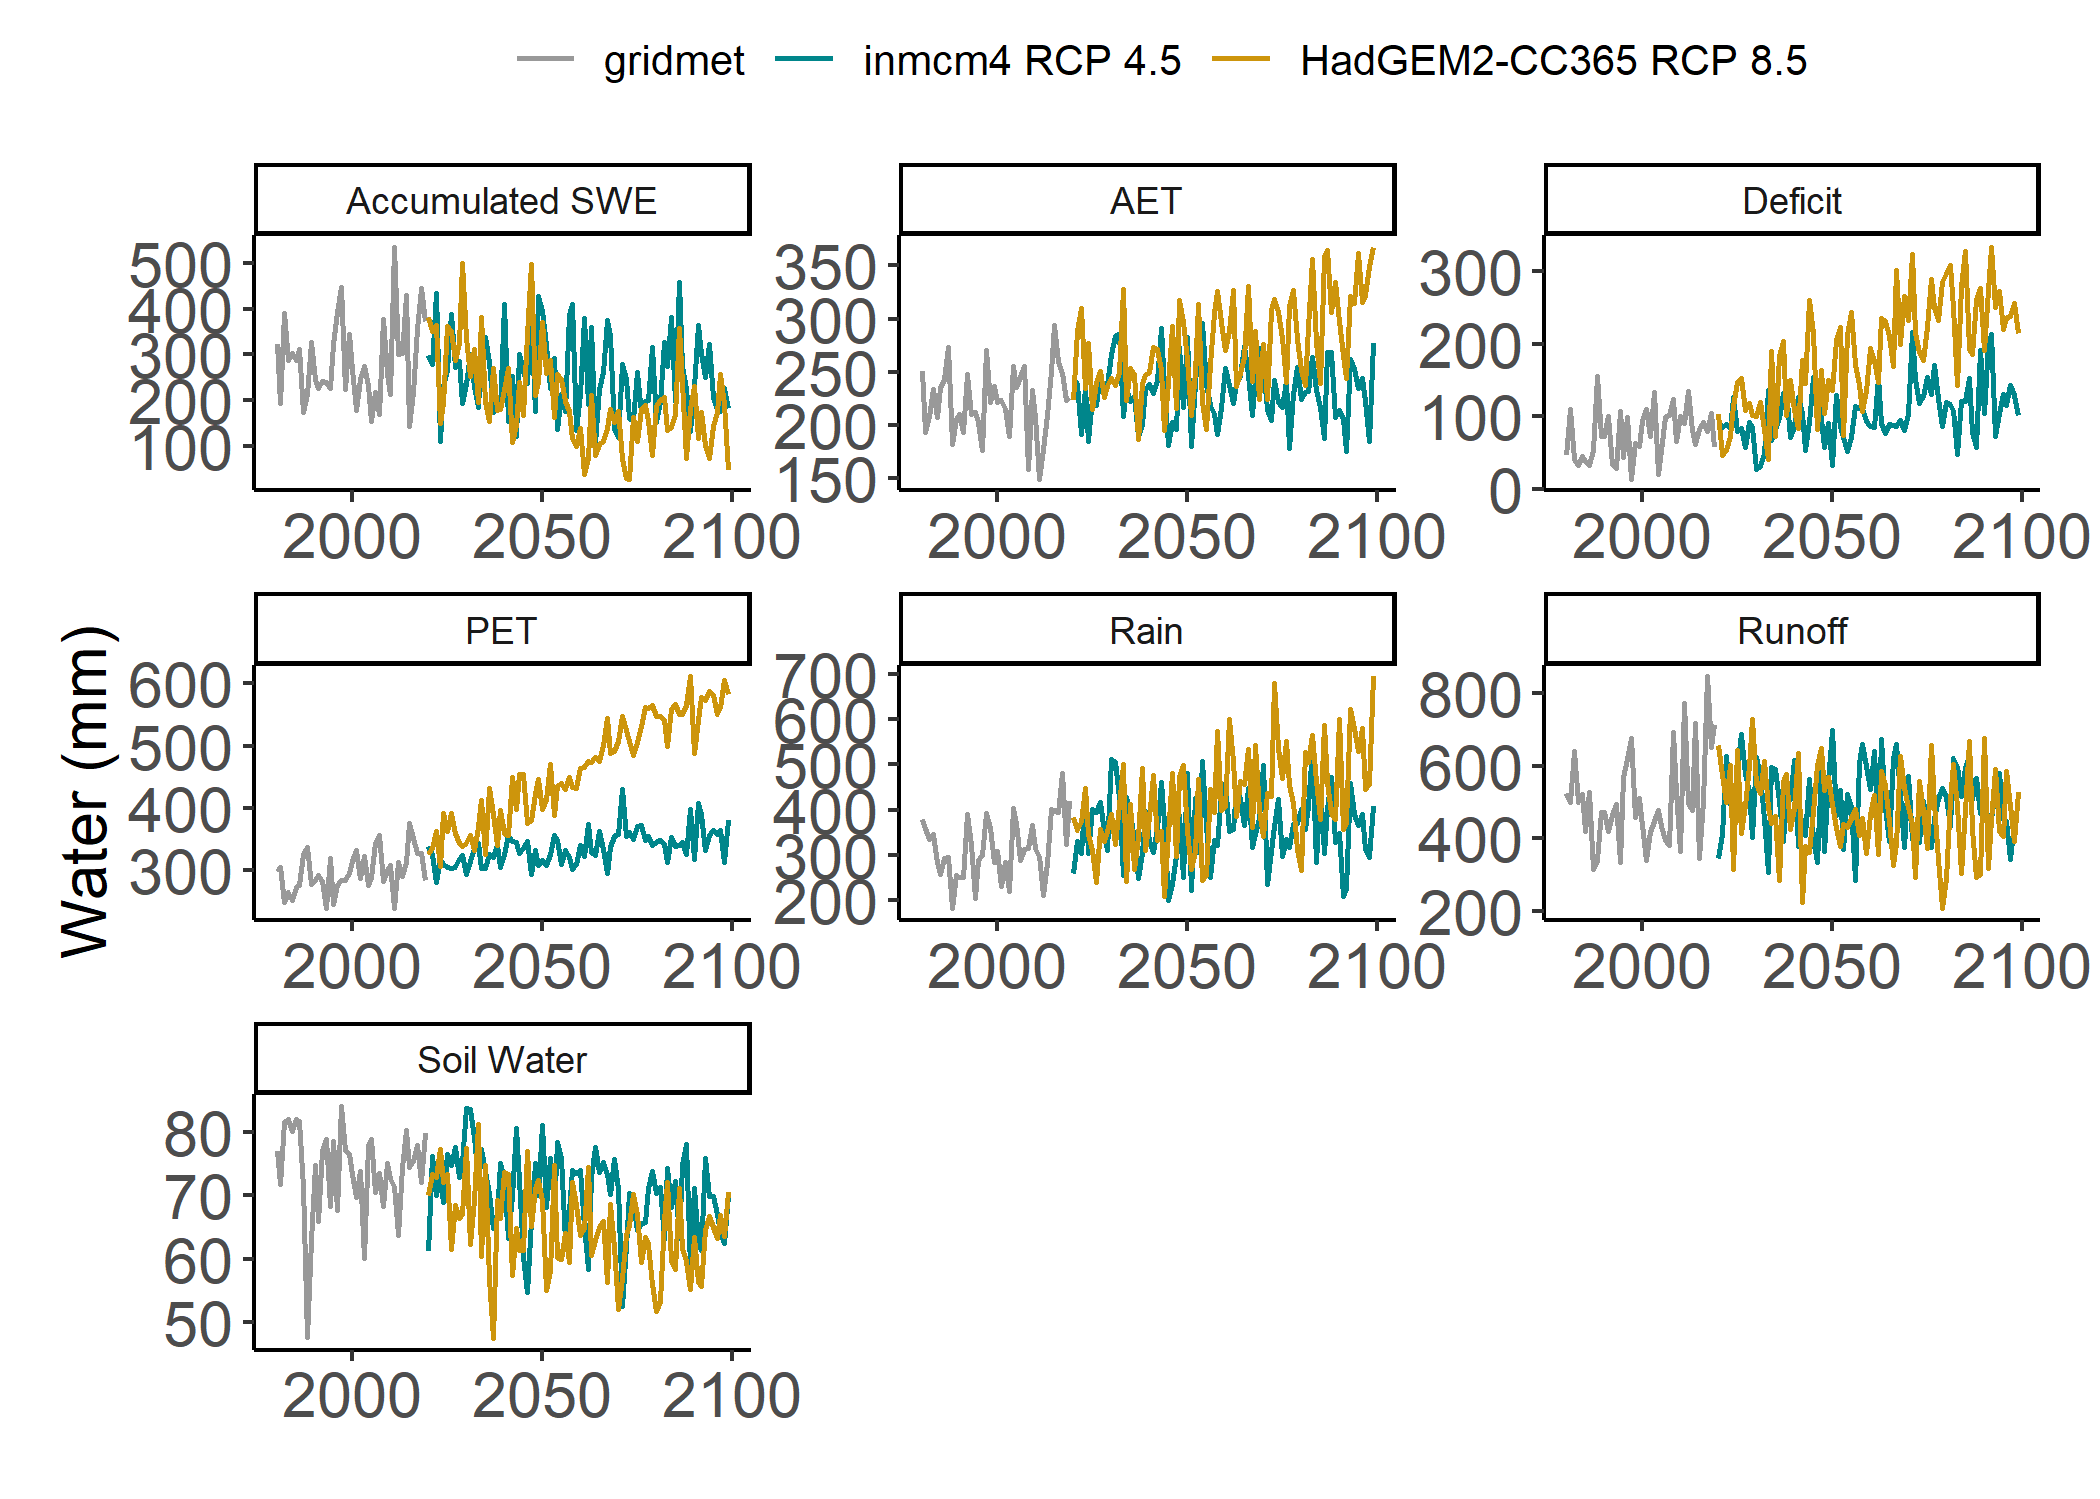 gridmet inmcm4 RCP 4.5 HadGEM2-CC365 RCP 8.5
Accumulated SWE
500
400
300
200
100
2000 2050 2100
AET
350
300
250
200
150
2000 2050 2100
Deficit
300
200
100
0
2000 2050 2100
Water (mm)
PET
600
500
400
300
2000 2050 2100
Rain
700
600
500
400
300
200
2000 2050 2100
Runoff
800
600
400
200
2000 2050 2100
Soil Water
80
70
60
50
2000 2050 2100